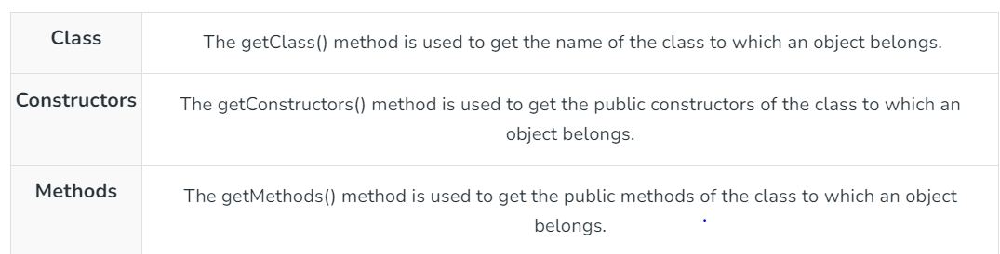 Class
The getClass() method is used to get the name of the class to which an object belongs.
Constructors
The getConstructors() method is used to get the public constructors of the class to which an
object belongs.
Methods
The getMethods() method is used to get the public methods of the class to which an object
belongs.